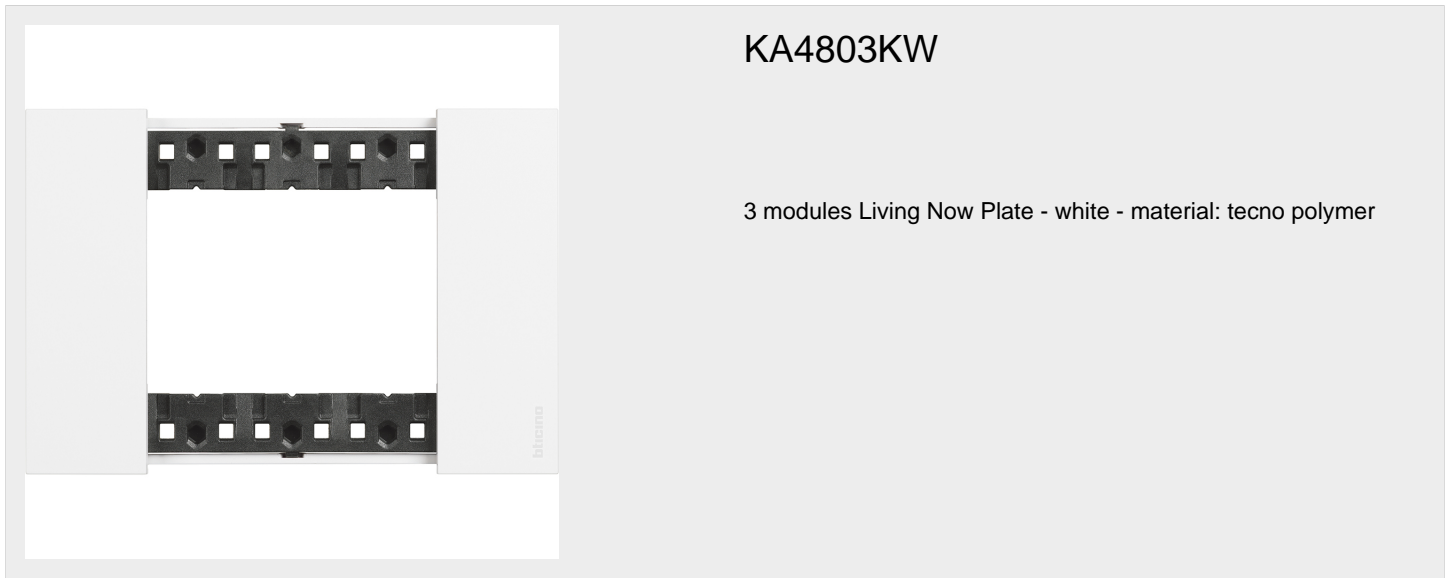 KA4803KW
3 modules Living Now Plate - white - material: tecno polymer
bticino